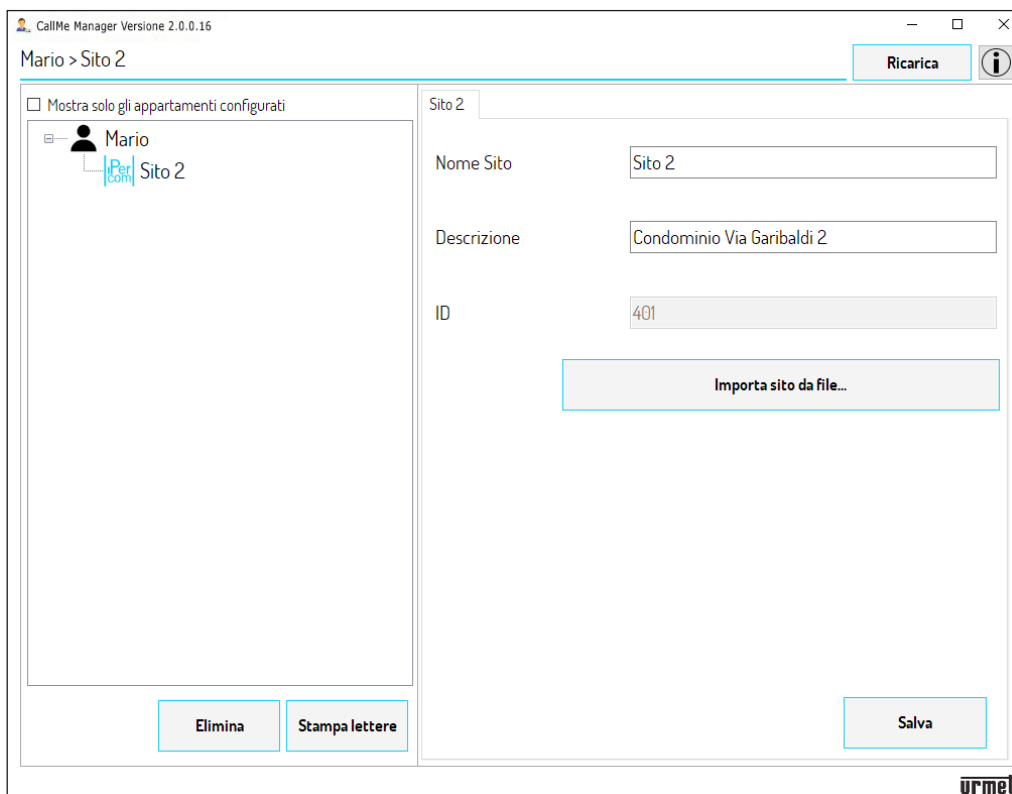 CallMe Manager Versione 2.0.0.16
Mario > Sito 2
Ricarica
Mostra solo gli appartamenti configurati
Mario
iPer
com
Sito 2
Sito 2
Nome Sito
Sito 2
Descrizione
Condominio Via Garibaldi 2
ID
401
Importa sito da file...
Elimina
Stampa lettere
Salva
urmet